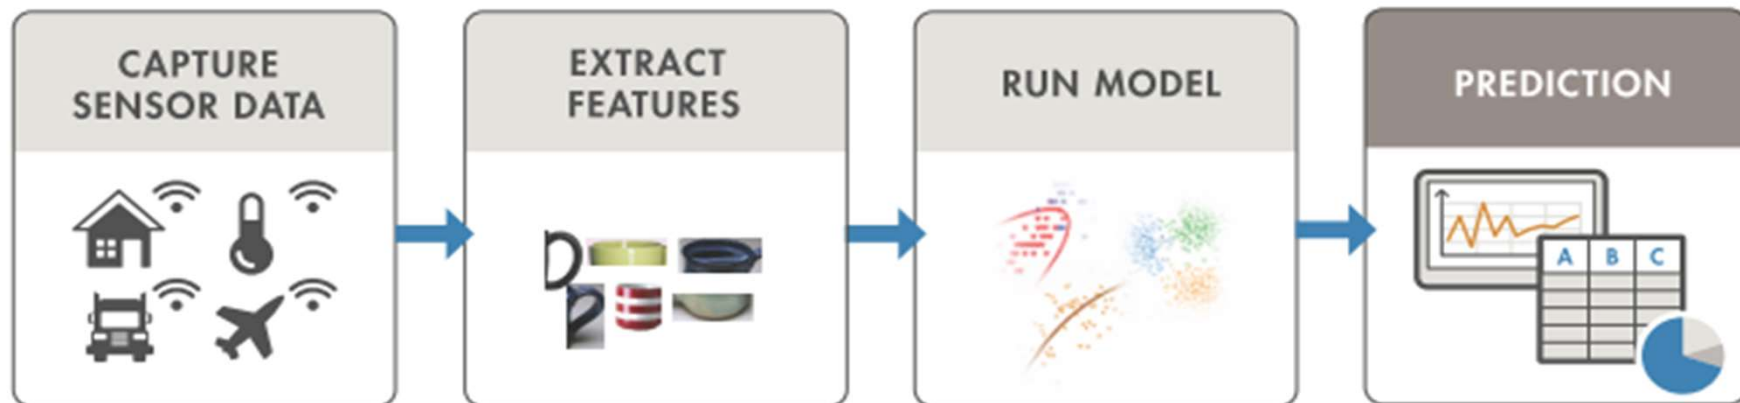 CAPTURE
SENSOR DATA
EXTRACT
FEATURES
RUN MODEL
PREDICTION
A B C